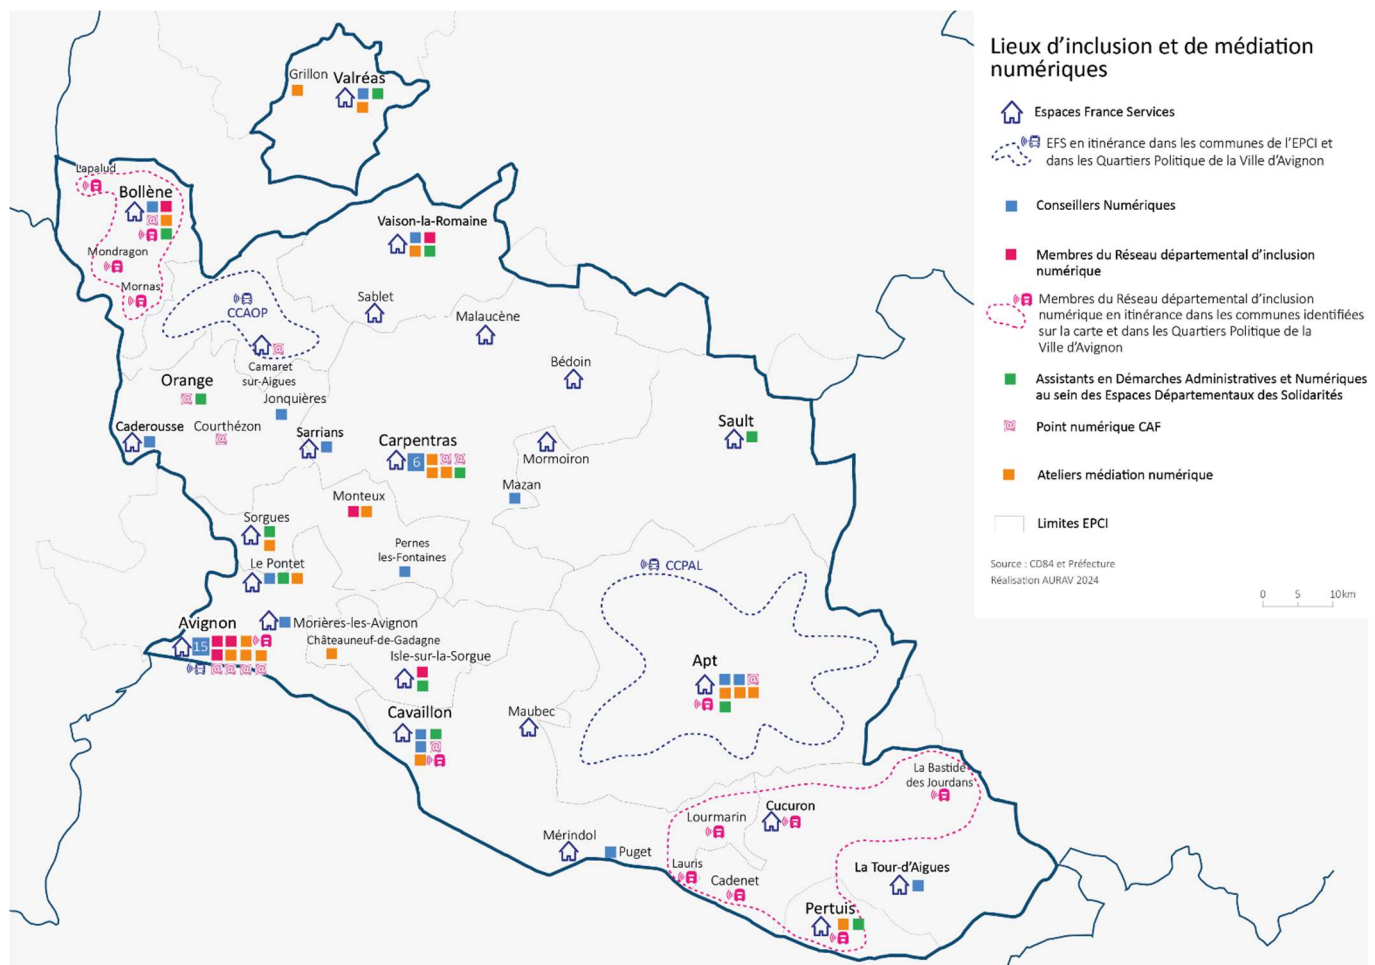 Lieux d'inclusion et de médiation
numériques
Espaces France Services
EFS en itinérance dans les communes de l'EPCI et
dans les Quartiers Politique de la Ville d'Avignon
Conseillers Numériques
Membres du Réseau départemental d'inclusion
numérique
Membres du Réseau départemental d'inclusion
numérique en itinérance dans les communes identifiées
sur la carte et dans les Quartiers Politique de la
Ville d'Avignon
Assistants en Démarches Administratives et Numériques
au sein des Espaces Départementaux des Solidarités
Point numérique CAF
Ateliers médiation numérique
Limites EPCI
Source : CD84 et Préfecture
Réalisation AURAV 2024
0 5 10km
Grillon
Valréas
Lapalud
Bollène
Mondragon
Mornas
Vaison-la-Romaine
CCAOP
Sablet
Malaucène
Camaret
sur-Aigues
Bédoin
Orange
Jonquières
Caderousse
Courthézon
Sarrians
Carpentras
6
Mormoiron
Sault
Mazan
Monteux
Sorgues
Pernes
les-Fontaines
Le Pontet
CCPAL
Avignon
15
Morières-les-Avignon
Châteauneuf-de-Gadagne
Isle-sur-la-Sorgue
Apt
Cavaillon
Maubec
La Bastide
des Jourdans
Cucuron
Lourmarin
Mérindol
Puget
Lauris
Cadenet
La Tour-d'Aigues
Pertuis